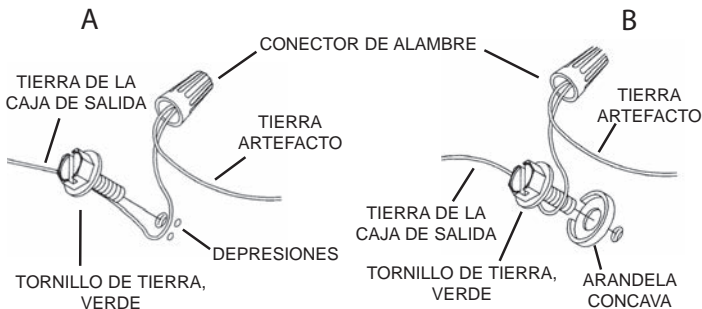 A
B
CONECTOR DE ALAMBRE
TIERRA DE LA
CAJA DE SALIDA
TIERRA
ARTEFACTO
TIERRA
ARTEFACTO
DEPRESIONES
TIERRA DE LA
CAJA DE SALIDA
TORNILLO DE TIERRA,
VERDE
TORNILLO DE TIERRA,
VERDE
ARANDELA
CONCAVA